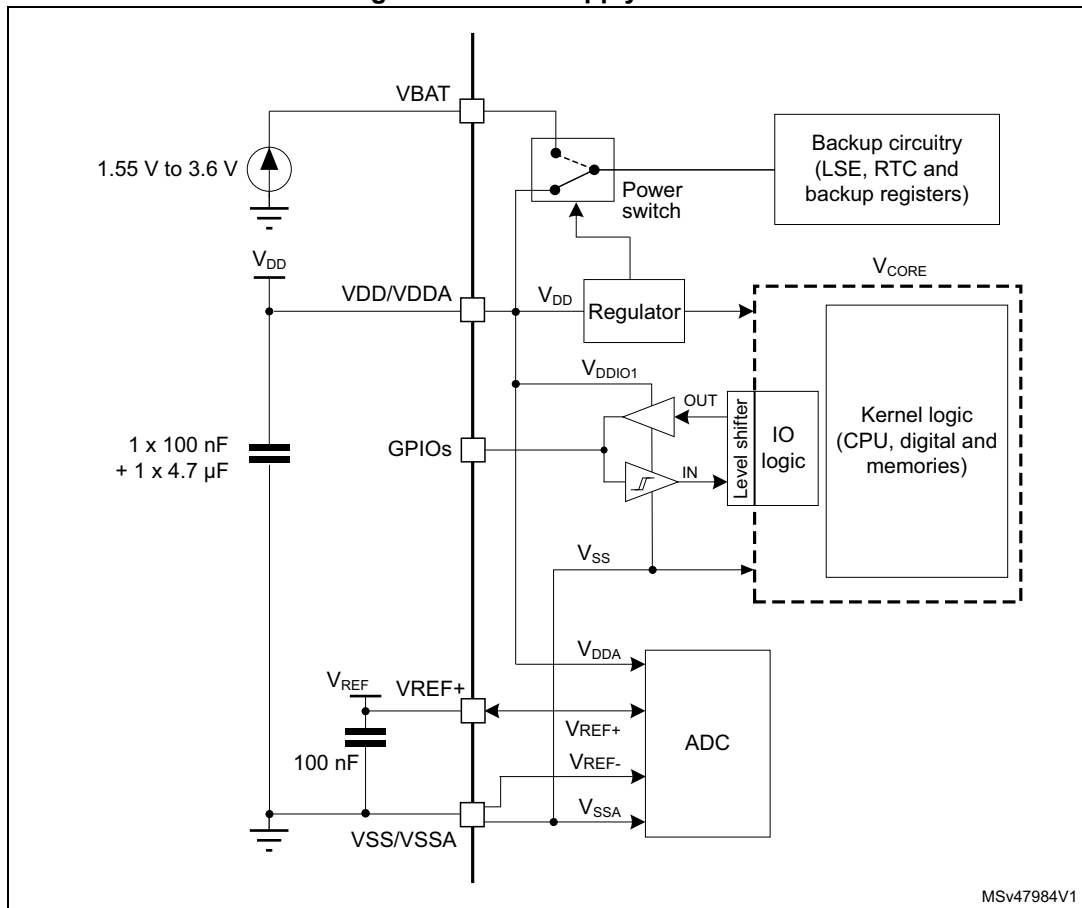 VBAT
1.55 V to 3.6 V
Power
switch
Backup circuitry
(LSE, RTC and
backup registers)
VDD
VDD/VDDA
VDD
Regulator
VCORE
VDDIO1
OUT
GPIOs
IN
Level shifter
IO
logic
Kernel logic
(CPU, digital and
memories)
1 x 100 nF
+ 1 x 4.7 µF
VSS
VDDA
VREF
VREF+
VREF+
ADC
100 nF
VREF-
VSSA
VSS/VSSA
MSv47984V1